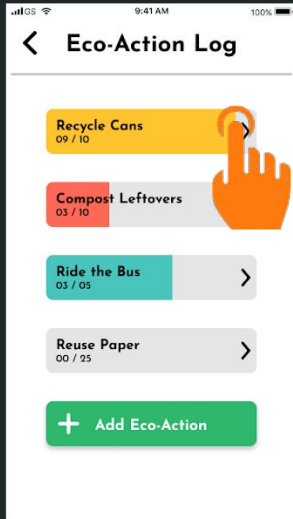 GS 9:41 AM 100%
Eco-Action Log
Recycle Cans
09 / 10
Compost Leftovers
03 / 10
Ride the Bus
03 / 05
Reuse Paper
00 / 25
+ Add Eco-Action